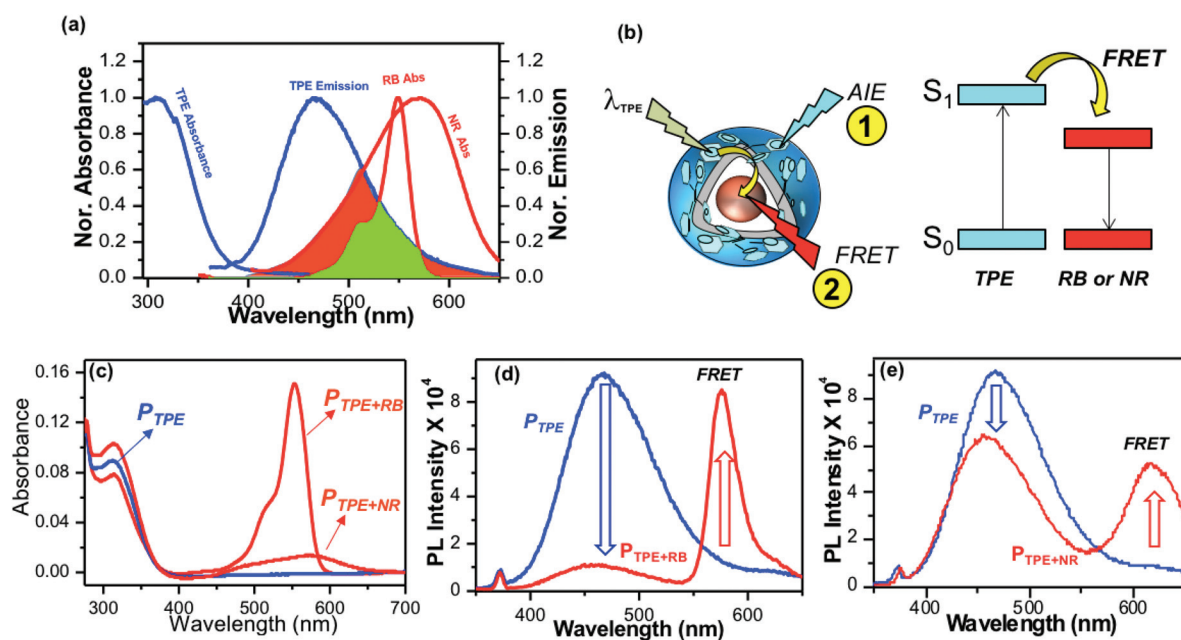 (a)
1.2
1.0
0.8
0.6
0.4
0.2
0.0
Nor. Absorbance
TPE Absorbance
TPE Emission
RB Abs
NR Abs
1.2
1.0
0.8
0.6
0.4
0.2
0.0
Nor. Emission
300 400 500 600
Wavelength (nm)
(b)
λTPE
AIE
1
FRET
2
FRET
S1
S0
TPE
RB or NR
(c)
0.16
0.12
0.08
0.04
0.00
Absorbance
PTPE
PTPE+RB
PTPE+NR
300 400 500 600 700
Wavelength (nm)
(d)
10
8
6
4
2
0
PL Intensity X 10^4
PTPE
FRET
PTPE+RB
400 500 600
Wavelength (nm)
(e)
10
8
6
4
2
0
PL Intensity X 10^4
PTPE
FRET
PTPE+NR
400 500 600
Wavelength (nm)